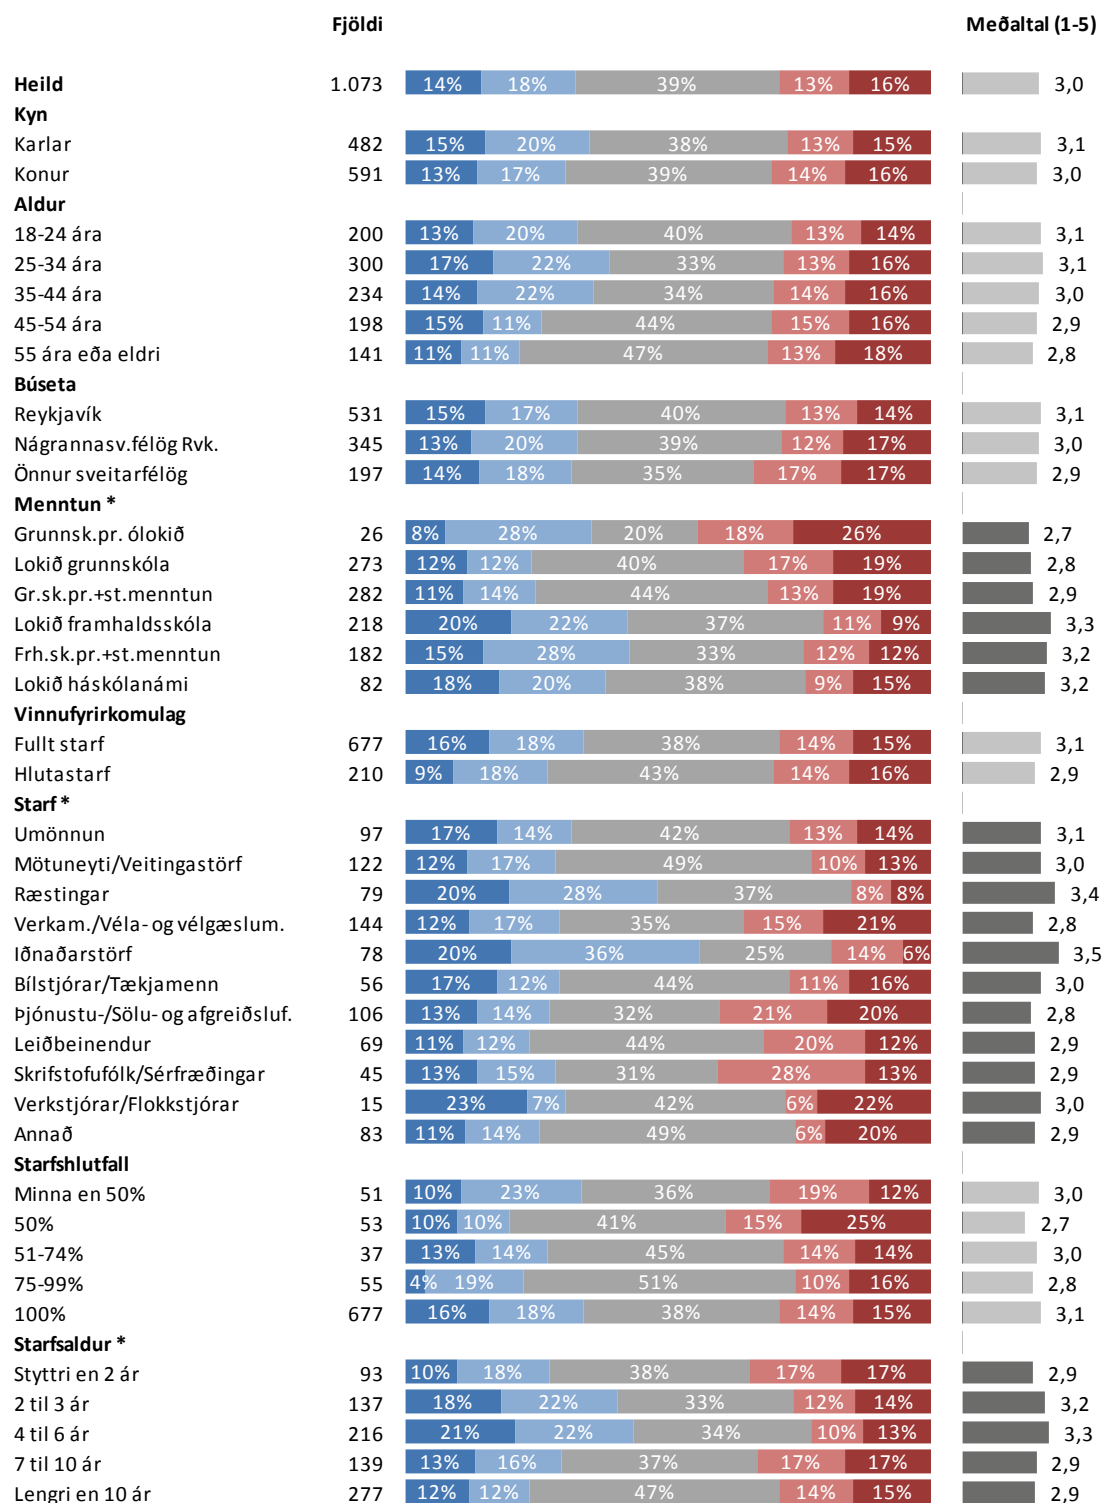 Fjöldi Meðaltal (1-5)
Heild 1.073 14% 18% 39% 13% 16% 3,0
Kyn
Karlar 482 15% 20% 38% 13% 15% 3,1
Konur 591 13% 17% 39% 14% 16% 3,0
Aldur
18-24 ára 200 13% 20% 40% 13% 14% 3,1
25-34 ára 300 17% 22% 33% 13% 16% 3,1
35-44 ára 234 14% 22% 34% 14% 16% 3,0
45-54 ára 198 15% 11% 44% 15% 16% 2,9
55 ára eða eldri 141 11% 11% 47% 13% 18% 2,8
Búseta
Reykjavík 531 15% 17% 40% 13% 14% 3,1
Nágrannasv.félög Rvk. 345 13% 20% 39% 12% 17% 3,0
Önnur sveitarfélög 197 14% 18% 35% 17% 17% 2,9
Menntun *
Grunnsk.pr. ólokið 26 8% 28% 20% 18% 26% 2,7
Lokið grunnskóla 273 12% 12% 40% 17% 19% 2,8
Gr.sk.pr.+st.menntun 282 11% 14% 44% 13% 19% 2,9
Lokið framhaldsskóla 218 20% 22% 37% 11% 9% 3,3
Frh.sk.pr.+st.menntun 182 15% 28% 33% 12% 12% 3,2
Lokið háskólanámi 82 18% 20% 38% 9% 15% 3,2
Vinnufyrirkomulag
Fullt starf 677 16% 18% 38% 14% 15% 3,1
Hlutastarf 210 9% 18% 43% 14% 16% 2,9
Starf *
Umönnun 97 17% 14% 42% 13% 14% 3,1
Mötuneyti/Veitingastörf 122 12% 17% 49% 10% 13% 3,0
Ræstingar 79 20% 28% 37% 8% 8% 3,4
Verkam./Véla- og vélgæslum. 144 12% 17% 35% 15% 21% 2,8
Iðnaðarstörf 78 20% 36% 25% 14% 6% 3,5
Bílstjórar/Tækjamenn 56 17% 12% 44% 11% 16% 3,0
Þjónustu-/Sölu- og afgreiðsluf. 106 13% 14% 32% 21% 20% 2,8
Leiðbeinendur 69 11% 12% 44% 20% 12% 2,9
Skrifstofufólk/Sérfræðingar 45 13% 15% 31% 28% 13% 2,9
Verkstjórar/Flokkstjórar 15 23% 7% 42% 6% 22% 3,0
Annað 83 11% 14% 49% 6% 20% 2,9
Starfshlutfall
Minna en 50% 51 10% 23% 36% 19% 12% 3,0
50% 53 10% 10% 41% 15% 25% 2,7
51-74% 37 13% 14% 45% 14% 14% 3,0
75-99% 55 4% 19% 51% 10% 16% 2,8
100% 677 16% 18% 38% 14% 15% 3,1
Starfsaldur *
Styttri en 2 ár 93 10% 18% 38% 17% 17% 2,9
2 til 3 ár 137 18% 22% 33% 12% 14% 3,2
4 til 6 ár 216 21% 22% 34% 10% 13% 3,3
7 til 10 ár 139 13% 16% 37% 17% 17% 2,9
Lengri en 10 ár 277 12% 12% 47% 14% 15% 2,9